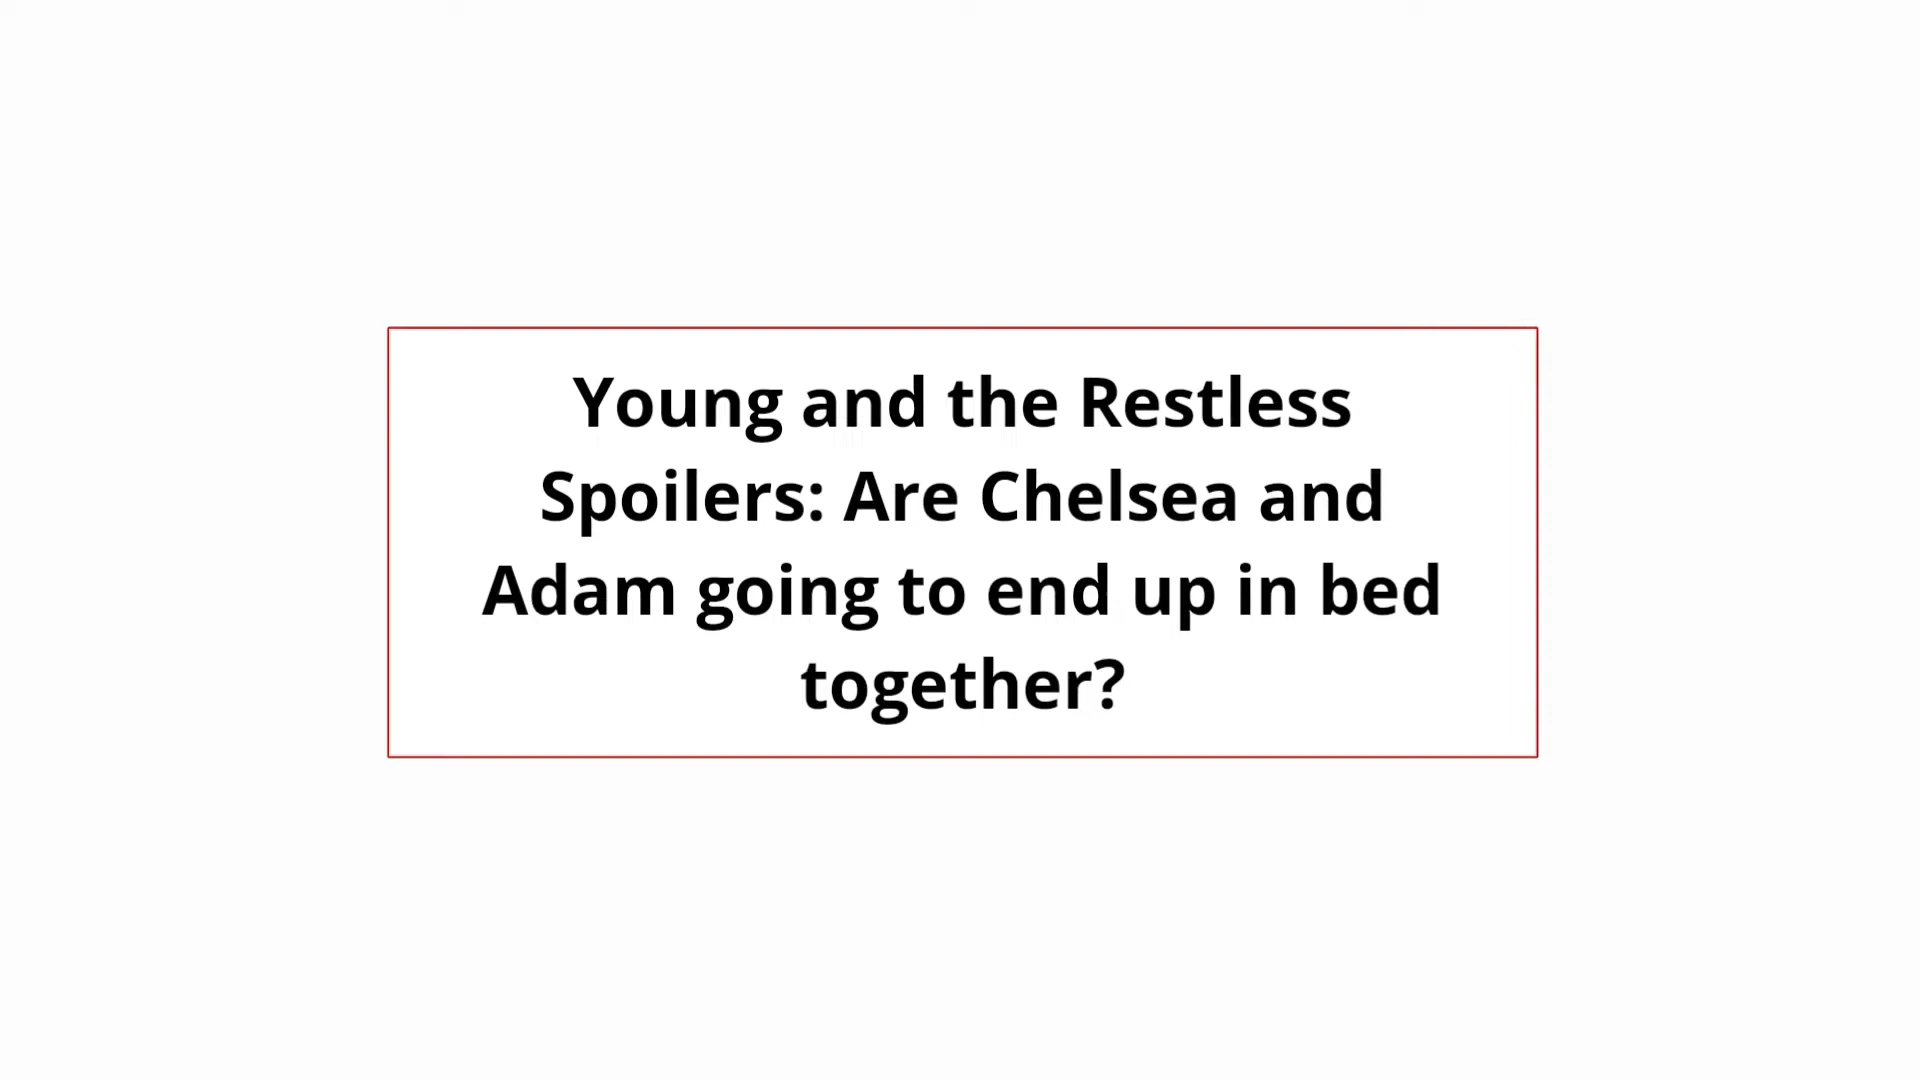 Young and the Restless
Spoilers: Are Chelsea and
Adam going to end up in bed
together?